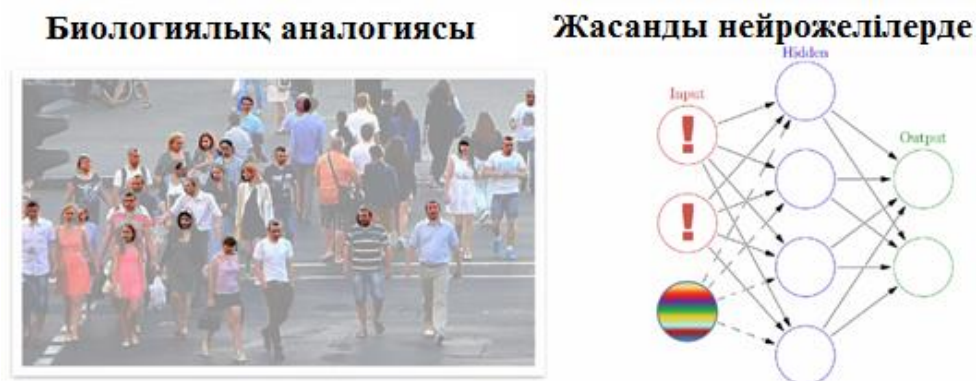 Биологиялық аналогиясы
Жасанды нейрожелілерде
Hidden
Input
Output
!
!